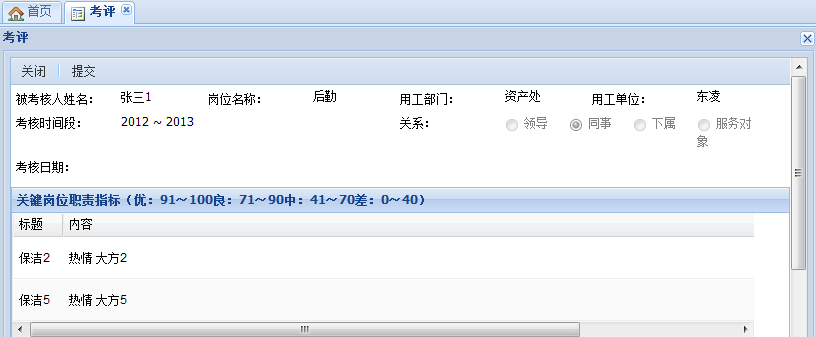 首页 考评
考评
关闭 提交
被考核人姓名： 张三1 岗位名称： 后勤 用工部门： 资产处 用工单位： 东凌
考核时间段： 2012 ~ 2013 关系： 领导 同事 下属 服务对
象
考核日期：
关键岗位职责指标（优：91～100良：71～90中：41～70差：0～40）
标题 内容
保洁2 热情 大方2
保洁5 热情 大方5